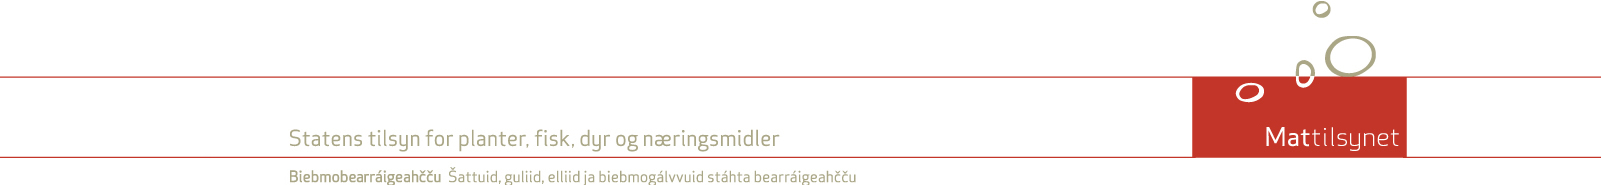 Statens tilsyn for planter, fisk, dyr og næringsmidler
Mattilsynet
Biebmobearráigeahčču Šattuid, guliid, elliid ja biebmogálvvuid stáhta bearráigeahčču